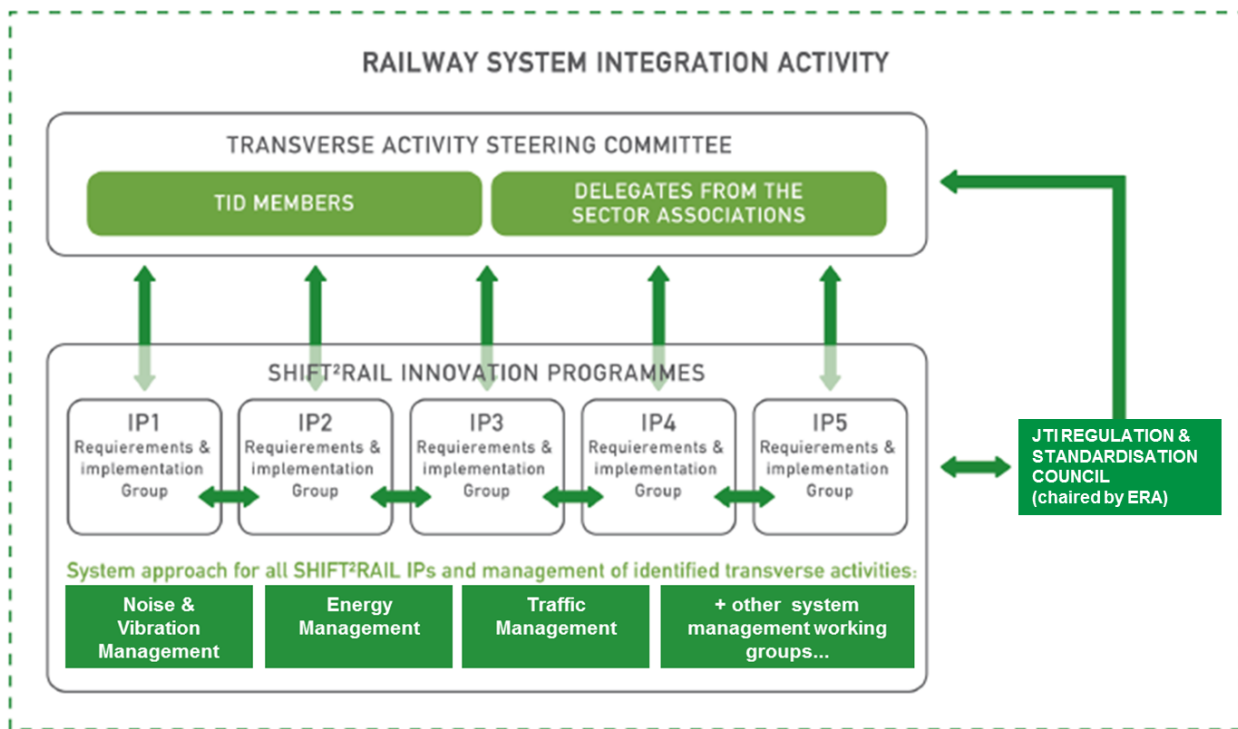 RAILWAY SYSTEM INTEGRATION ACTIVITY
TRANSVERSE ACTIVITY STEERING COMMITTEE
TID MEMBERS
DELEGATES FROM THE
SECTOR ASSOCIATIONS
SHIFT²RAIL INNOVATION PROGRAMMES
IP1
Requierements &
implementation
Group
IP2
Requierements &
implementation
Group
IP3
Requierements &
implementation
Group
IP4
Requierements &
implementation
Group
IP5
Requierements &
implementation
Group
JTI REGULATION &
STANDARDISATION
COUNCIL
(chaired by ERA)
System approach for all SHIFT²RAIL IPs and management of identified transverse activities:
Noise &
Vibration
Management
Energy
Management
Traffic
Management
+ other system
management working
groups...